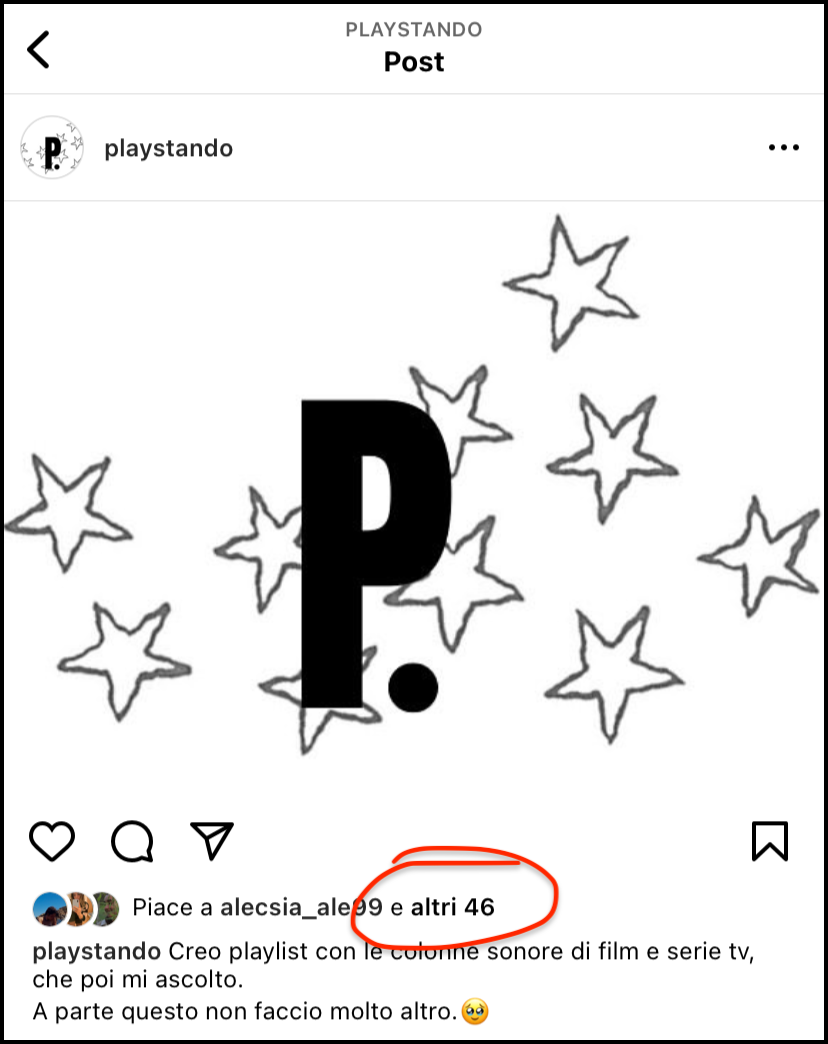 PLAYSTANDO
Post
P.
playstando
P.
Piace a alecsia_ale99 e altri 46
playstando Creo playlist con le colonne sonore di film e serie tv,
che poi mi ascolto.
A parte questo non faccio molto altro.🥹